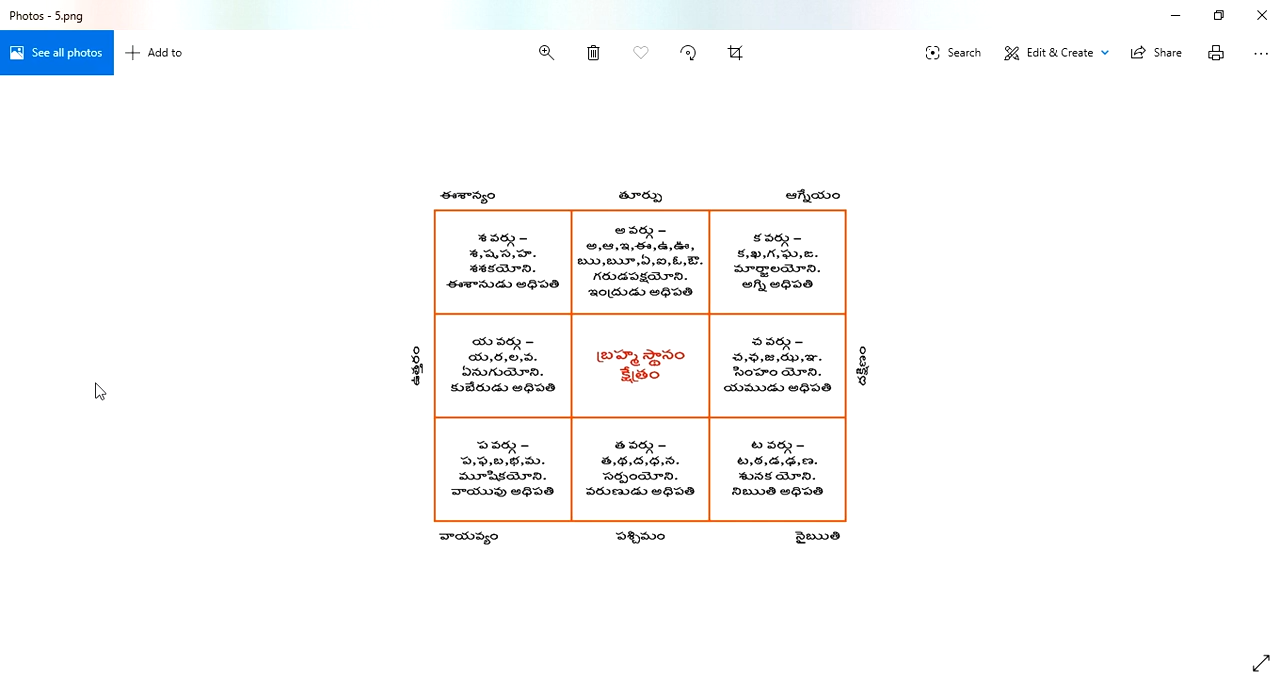 Photos - 5.png
See all photos
Add to
Search
Edit & Create
Share
ఈశాన్యం
తూర్పు
ఆగ్నేయం
శ వర్గు –
శ,ష,స,హ.
శశకయోని.
ఈశానుడు అధిపతి
అ వర్గు –
అ,ఆ,ఇ,ఈ,ఉ,ఊ,
ఋ,ౠ,ఏ,ఐ,ఓ,ఔ.
గరుడపక్షయోని.
ఇంద్రుడు అధిపతి
క వర్గు –
క,ఖ,గ,ఘ,ఙ.
మార్జాలయోని.
అగ్ని అధిపతి
ఉత్తరం
య వర్గు –
య,ర,ల,వ.
ఏనుగుయోని.
కుబేరుడు అధిపతి
బ్రహ్మ స్థానం
క్షేత్రం
చ వర్గు –
చ,ఛ,జ,ఝ,ఞ.
సింహం యోని.
యముడు అధిపతి
దక్షిణం
ప వర్గు –
ప,ఫ,బ,భ,మ.
మూషికయోని.
వాయువు అధిపతి
త వర్గు –
త,థ,ద,ధ,న.
సర్పంయోని.
వరుణుడు అధిపతి
ట వర్గు –
ట,ఠ,డ,ఢ,ణ.
శునక యోని.
నిఋతి అధిపతి
వాయవ్యం
పశ్చిమం
నైఋతి